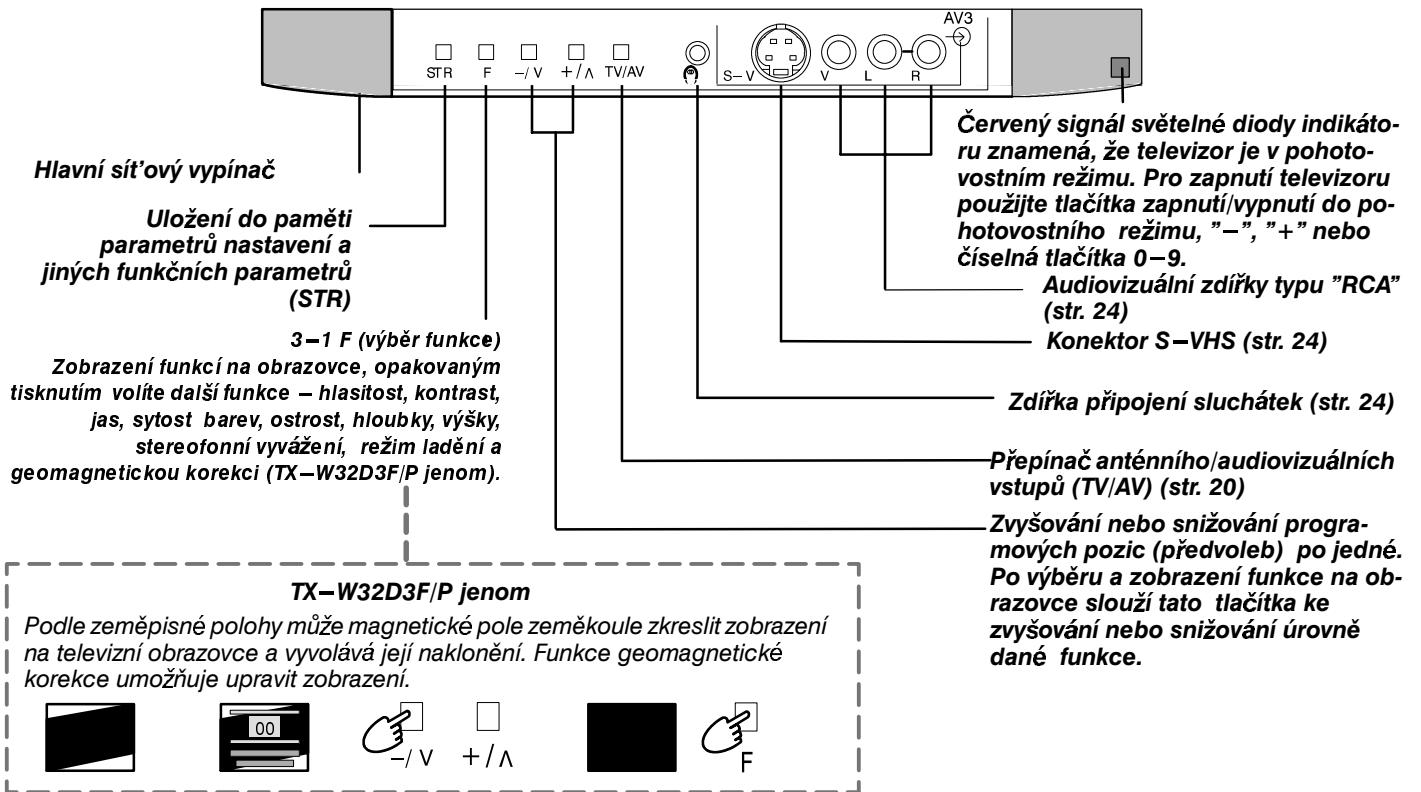 AV3
STR F −/ V +/Λ TV/AV S−V V L R
Hlavní sít'ový vypínač
Uložení do paměti
parametrů nastavení a
jiných funkčních parametrů
(STR)
3−1 F (výběr funkce)
Zobrazení funkcí na obrazovce, opakovaným
tisknutím volíte další funkce − hlasitost, kontrast,
jas, sytost barev, ostrost, hloubky, výšky,
stereofonní vyvážení, režim ladění a
geomagnetickou korekci (TX−W32D3F/P jenom).
Červený signál světelné diody indikáto-
ru znamená, že televizor je v pohoto-
vostním režimu. Pro zapnutí televizoru
použijte tlačítka zapnutí/vypnutí do po-
hotovostního režimu, ”−”, ”+” nebo
číselná tlačítka 0−9.
Audiovizuální zdířky typu ”RCA”
(str. 24)
Konektor S−VHS (str. 24)
Zdířka připojení sluchátek (str. 24)
Přepínač anténního/audiovizuálních
vstupů (TV/AV) (str. 20)
Zvyšování nebo snižování progra-
mových pozic (předvoleb) po jedné.
Po výběru a zobrazení funkce na ob-
razovce slouží tato tlačítka ke
zvyšování nebo snižování úrovně
dané funkce.
TX−W32D3F/P jenom
Podle zeměpisné polohy může magnetické pole zeměkoule zkreslit zobrazení
na televizní obrazovce a vyvolává její naklonění. Funkce geomagnetické
korekce umožňuje upravit zobrazení.
00
−/ V +/Λ F